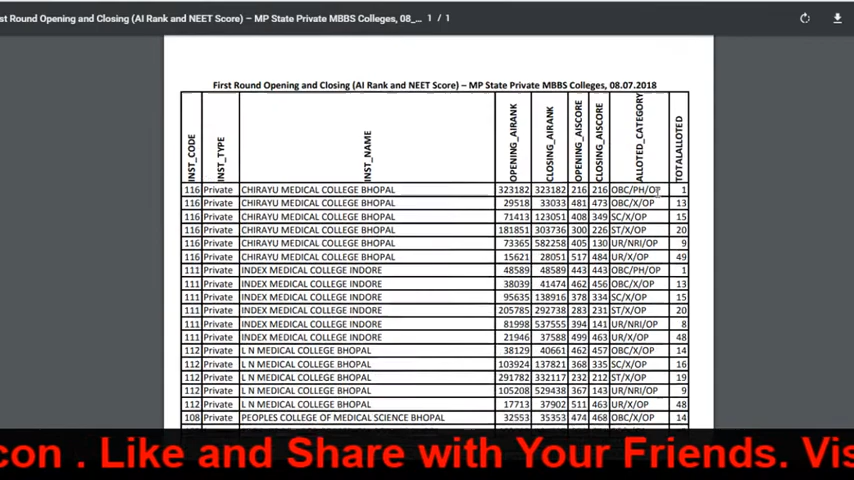 st Round Opening and Closing (AI Rank and NEET Score) – MP State Private MBBS Colleges, 08_... 1 / 1
First Round Opening and Closing (AI Rank and NEET Score) – MP State Private MBBS Colleges, 08.07.2018
INST_CODE INST_TYPE INST_NAME OPENING_AIRANK CLOSING_AIRANK OPENING_AISCORE CLOSING_AISCORE ALLOTED_CATEGORY TOTALALLOTED
116 Private CHIRAYU MEDICAL COLLEGE BHOPAL 323182 323182 216 216 OBC/PH/OP 1
116 Private CHIRAYU MEDICAL COLLEGE BHOPAL 29518 33033 481 473 OBC/X/OP 13
116 Private CHIRAYU MEDICAL COLLEGE BHOPAL 71413 123051 408 349 SC/X/OP 15
116 Private CHIRAYU MEDICAL COLLEGE BHOPAL 181851 303736 300 226 ST/X/OP 20
116 Private CHIRAYU MEDICAL COLLEGE BHOPAL 73365 582258 405 130 UR/NRI/OP 9
116 Private CHIRAYU MEDICAL COLLEGE BHOPAL 15621 28051 517 484 UR/X/OP 49
111 Private INDEX MEDICAL COLLEGE INDORE 48589 48589 443 443 OBC/PH/OP 1
111 Private INDEX MEDICAL COLLEGE INDORE 38039 41474 462 456 OBC/X/OP 13
111 Private INDEX MEDICAL COLLEGE INDORE 95635 138916 378 334 SC/X/OP 15
111 Private INDEX MEDICAL COLLEGE INDORE 205785 292738 283 231 ST/X/OP 20
111 Private INDEX MEDICAL COLLEGE INDORE 81998 537555 394 141 UR/NRI/OP 8
111 Private INDEX MEDICAL COLLEGE INDORE 21946 37588 499 463 UR/X/OP 48
112 Private L N MEDICAL COLLEGE BHOPAL 38129 40661 462 457 OBC/X/OP 14
112 Private L N MEDICAL COLLEGE BHOPAL 103924 137821 368 335 SC/X/OP 16
112 Private L N MEDICAL COLLEGE BHOPAL 291782 332117 232 212 ST/X/OP 19
112 Private L N MEDICAL COLLEGE BHOPAL 105208 529438 367 143 UR/NRI/OP 9
112 Private L N MEDICAL COLLEGE BHOPAL 17713 37902 511 463 UR/X/OP 48
108 Private PEOPLES COLLEGE OF MEDICAL SCIENCE BHOPAL 32553 35353 474 468 OBC/X/OP 14
con . Like and Share with Your Friends. Vis